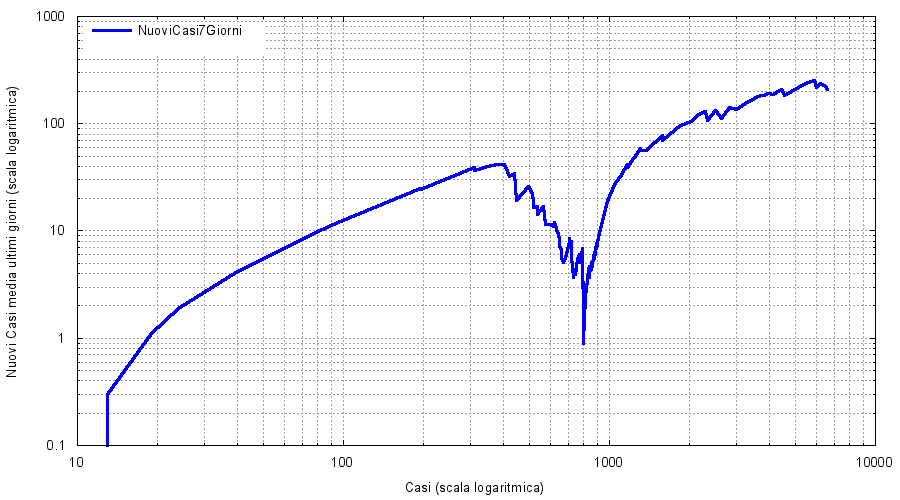 1000
NuoviCasi7Giorni
100
10
1
0.1
Nuovi Casi media ultimi giorni (scala logaritmica)
10 100 1000 10000
Casi (scala logaritmica)